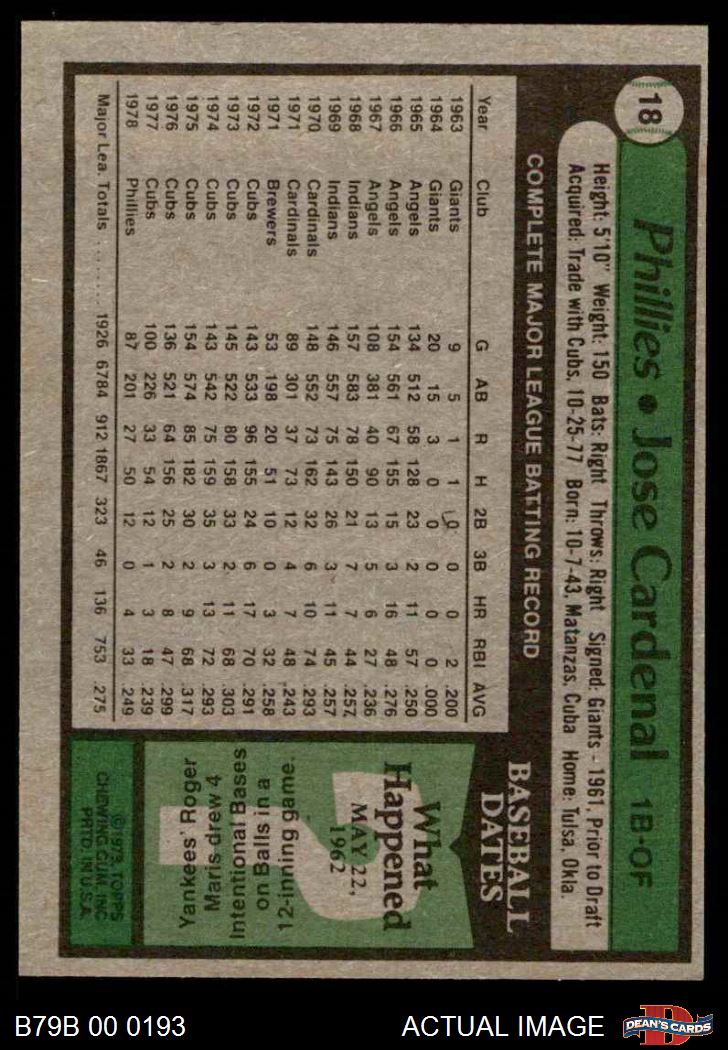 18
Phillies • Jose Cardenal 1B-OF
Height: 5'10" Weight: 150 Bats: Right Throws: Right Signed: Giants - 1961, Prior to Draft
Acquired: Trade with Cubs, 10-25-77 Born: 10-7-43, Matanzas, Cuba Home: Tulsa, Okla.
COMPLETE MAJOR LEAGUE BATTING RECORD
Year Club G AB R H 2B 3B HR RBI AVG
1963 Giants 9 5 1 1 0 0 0 2 .200
1964 Giants 20 15 3 0 0 0 0 0 .000
1965 Angels 134 512 58 128 23 2 11 57 .250
1966 Angels 154 561 67 155 15 3 16 48 .276
1967 Angels 108 381 40 90 13 5 6 27 .236
1968 Indians 157 583 78 150 21 7 7 44 .257
1969 Indians 146 557 75 143 26 3 11 45 .257
1970 Cardinals 148 552 73 162 32 6 10 74 .293
1971 Cardinals 89 301 37 73 12 4 7 48 .243
1971 Brewers 53 198 20 51 10 0 3 32 .258
1972 Cubs 143 533 96 155 24 6 17 70 .291
1973 Cubs 145 522 80 158 33 2 11 68 .303
1974 Cubs 143 542 75 159 35 3 13 72 .293
1975 Cubs 154 574 85 182 30 2 9 68 .317
1976 Cubs 136 521 64 156 25 2 8 47 .299
1977 Cubs 100 226 33 54 12 1 3 18 .239
1978 Phillies 87 201 27 50 12 0 4 33 .249
Major Lea. Totals ........ 1926 6784 912 1867 323 46 136 753 .275
BASEBALL
DATES
What
Happened
MAY 22,
1962
Yankees' Roger
Maris drew 4
Intentional Bases
on Balls in a
12-inning game.
©1979, TOPPS
CHEWING GUM, INC.
PRTD. IN U.S.A.
B79B 00 0193 ACTUAL IMAGE
D
DEAN'S CARDS